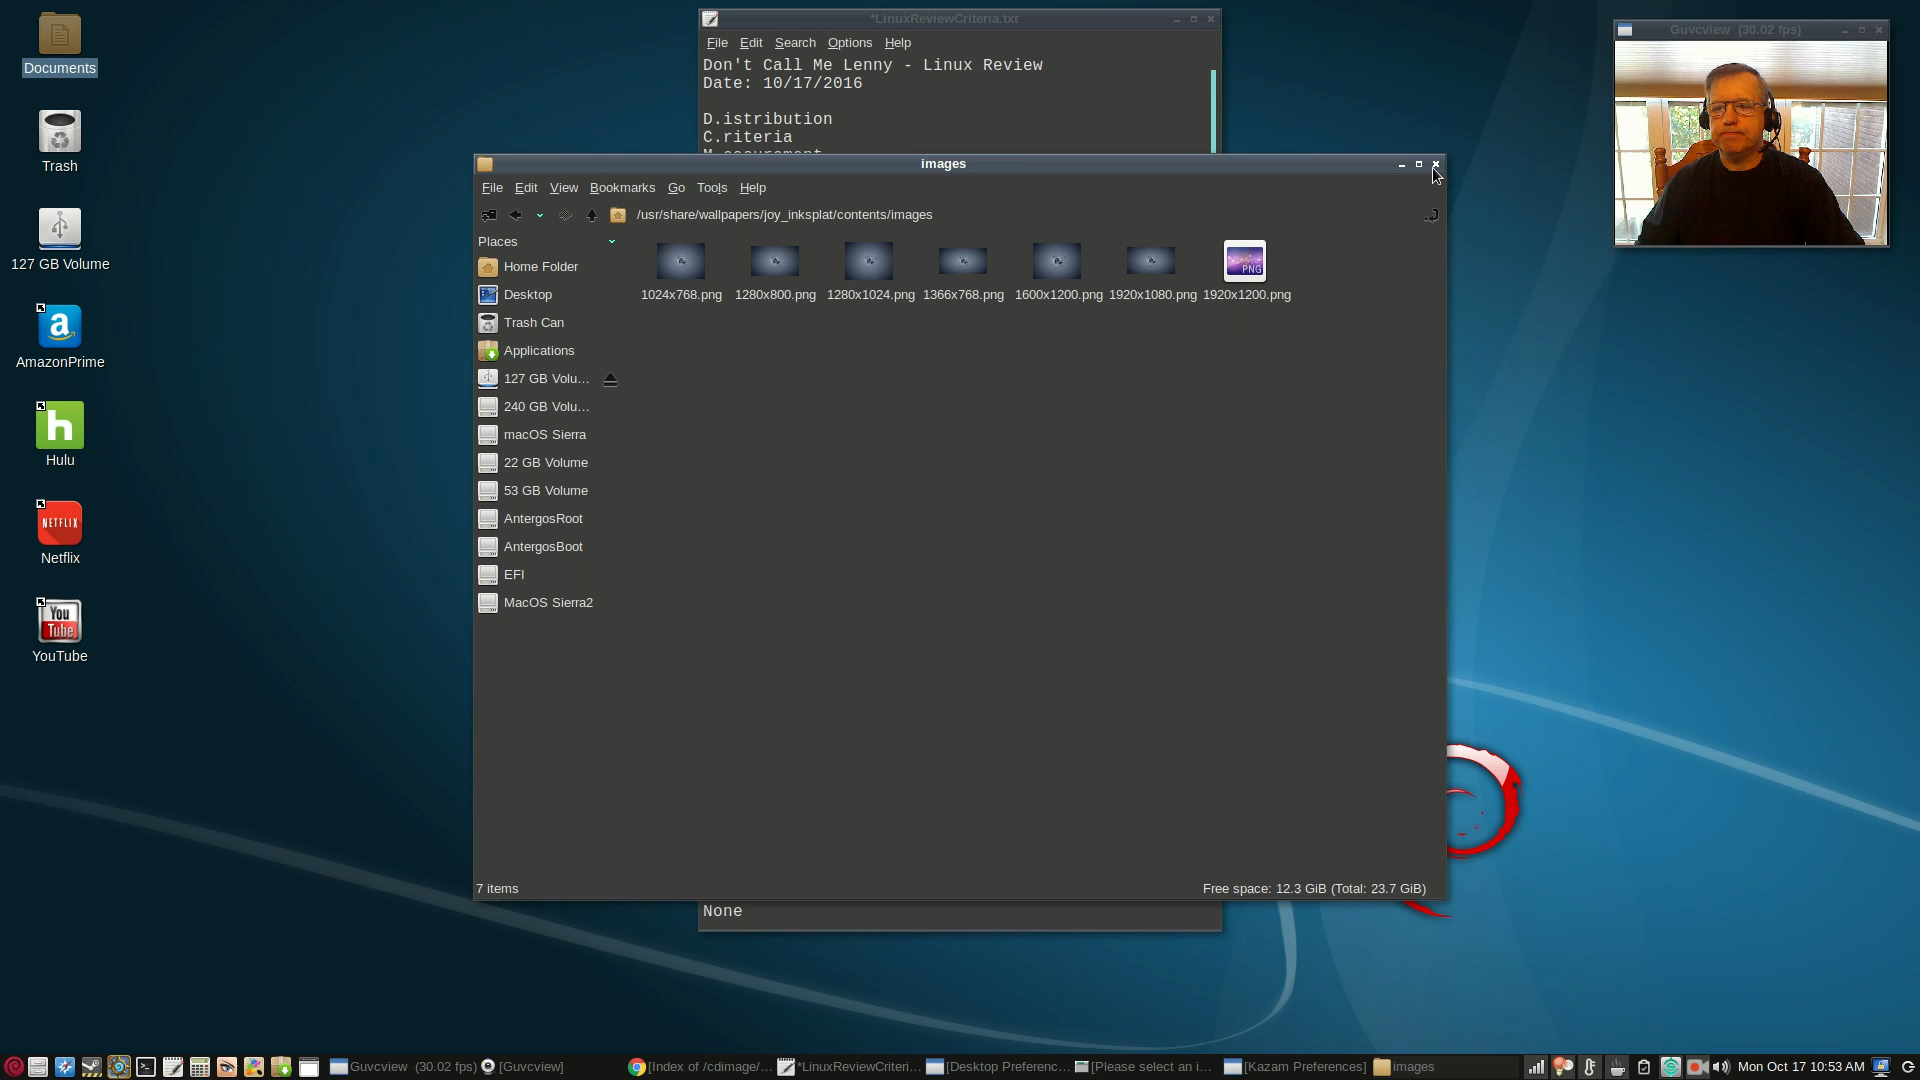 Documents
Trash
127 GB Volume
a
AmazonPrime
h
Hulu
NETFLIX
Netflix
You
Tube
YouTube
*LinuxReviewCriteria.txt
File Edit Search Options Help
Don't Call Me Lenny - Linux Review
Date: 10/17/2016
D.istribution
C.riteria
Guvcview (30.02 fps)
images
File Edit View Bookmarks Go Tools Help
/usr/share/wallpapers/joy_inksplat/contents/images
Places
Home Folder
Desktop
Trash Can
Applications
127 GB Volu...
240 GB Volu...
macOS Sierra
22 GB Volume
53 GB Volume
AntergosRoot
AntergosBoot
EFI
MacOS Sierra2
PNG
1024x768.png 1280x800.png 1280x1024.png 1366x768.png 1600x1200.png 1920x1080.png 1920x1200.png
7 items
Free space: 12.3 GiB (Total: 23.7 GiB)
None
Guvcview (30.02 fps) [Guvcview] [Index of /cdimage/... *LinuxReviewCriteri... [Desktop Preferenc... [Please select an i... [Kazam Preferences] images Mon Oct 17 10:53 AM